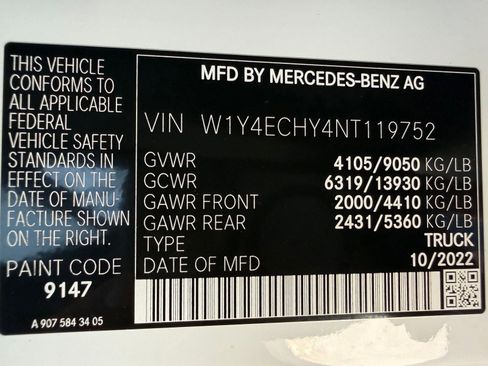 THIS VEHICLE
CONFORMS TO
ALL APPLICABLE
FEDERAL
VEHICLE SAFETY
STANDARDS IN
EFFECT ON THE
DATE OF MANU-
FACTURE SHOWN
ON THE RIGHT.
PAINT CODE
9147
A 907 584 34 05
MFD BY MERCEDES-BENZ AG
VIN W1Y4ECHY4NT119752
GVWR 4105/9050 KG/LB
GCWR 6319/13930 KG/LB
GAWR FRONT 2000/4410 KG/LB
GAWR REAR 2431/5360 KG/LB
TYPE TRUCK
DATE OF MFD 10/2022